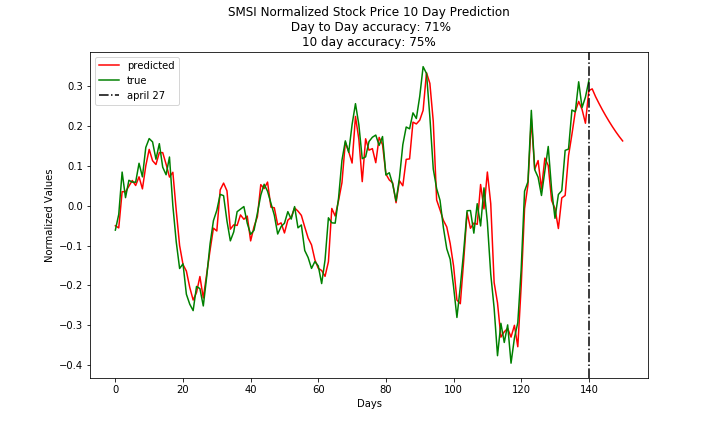 SMSI Normalized Stock Price 10 Day Prediction
Day to Day accuracy: 71%
10 day accuracy: 75%
predicted
true
april 27
Normalized Values
0.3
0.2
0.1
0.0
−0.1
−0.2
−0.3
−0.4
0 20 40 60 80 100 120 140
Days